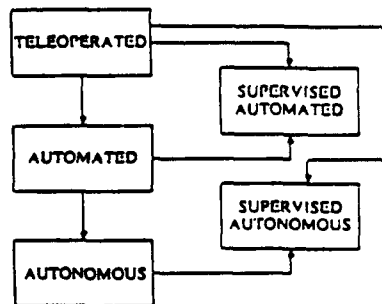 TELEOPERATED
SUPERVISED
AUTOMATED
AUTOMATED
SUPERVISED
AUTONOMOUS
AUTONOMOUS